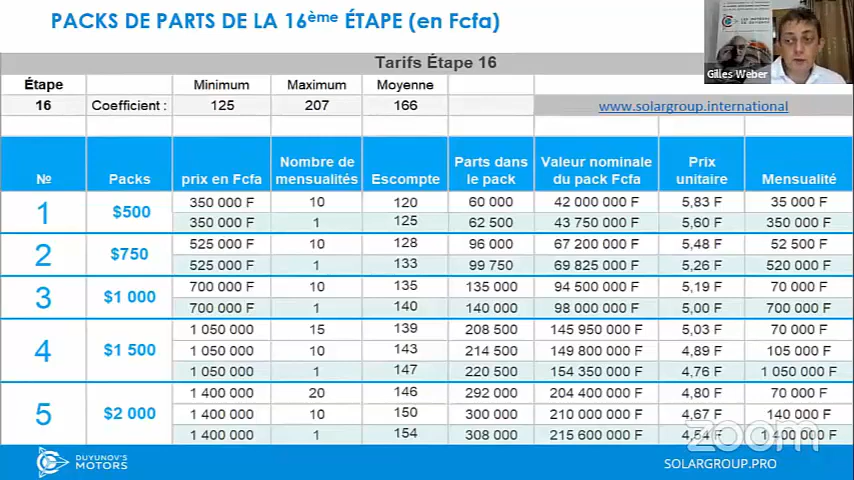 PACKS DE PARTS DE LA 16ème ÉTAPE (en Fcfa)
Gilles Weber
Tarifs Étape 16
Étape Minimum Maximum Moyenne
16 Coefficient : 125 207 166 www.solargroup.international
№ Packs prix en Fcfa Nombre de mensualités Escompte Parts dans le pack Valeur nominale du pack Fcfa Prix unitaire Mensualité
1 $500 350 000 F 10 120 60 000 42 000 000 F 5,83 F 35 000 F
350 000 F 1 125 62 500 43 750 000 F 5,60 F 350 000 F
2 $750 525 000 F 10 128 96 000 67 200 000 F 5,48 F 52 500 F
525 000 F 1 133 99 750 69 825 000 F 5,26 F 520 000 F
3 $1 000 700 000 F 10 135 135 000 94 500 000 F 5,19 F 70 000 F
700 000 F 1 140 140 000 98 000 000 F 5,00 F 700 000 F
4 $1 500 1 050 000 15 139 208 500 145 950 000 F 5,03 F 70 000 F
1 050 000 10 143 214 500 149 800 000 F 4,89 F 105 000 F
1 050 000 1 147 220 500 154 350 000 F 4,76 F 1 050 000 F
5 $2 000 1 400 000 20 146 292 000 204 400 000 F 4,80 F 70 000 F
1 400 000 10 150 300 000 210 000 000 F 4,67 F 140 000 F
1 400 000 1 154 308 000 215 600 000 F 4,54 F 1 400 000 F
zoom
DUYUNOV'S
MOTORS
SOLARGROUP.PRO